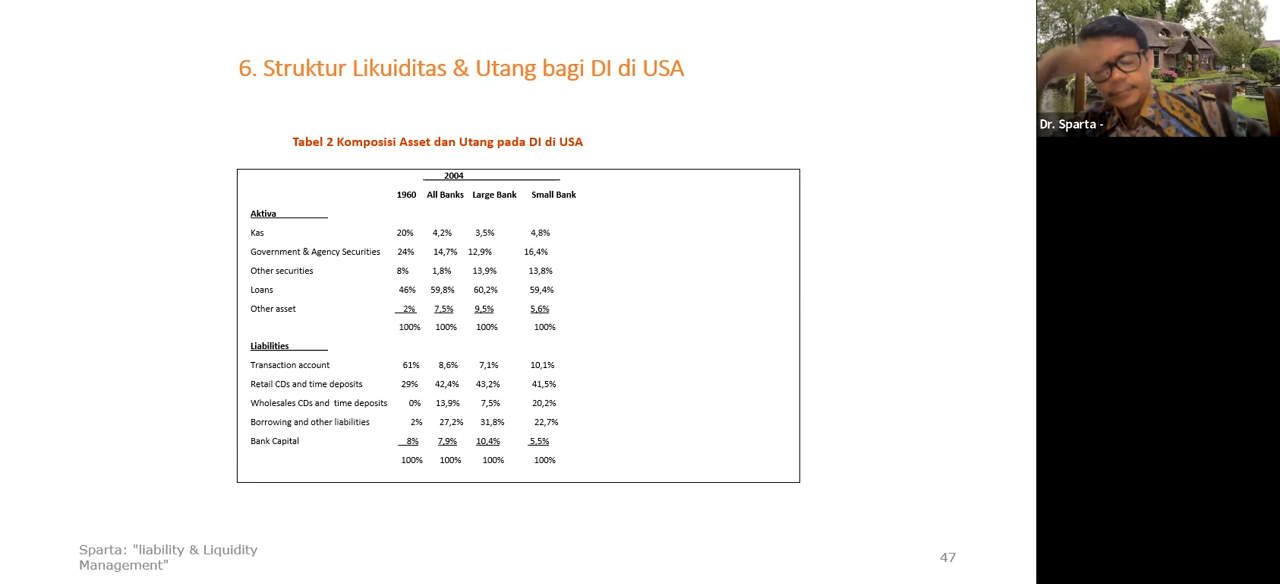 6. Struktur Likuiditas & Utang bagi DI di USA
Dr. Sparta -
Tabel 2 Komposisi Asset dan Utang pada DI di USA
2004
1960 All Banks Large Bank Small Bank
Aktiva
Kas 20% 4,2% 3,5% 4,8%
Government & Agency Securities 24% 14,7% 12,9% 16,4%
Other securities 8% 1,8% 13,9% 13,8%
Loans 46% 59,8% 60,2% 59,4%
Other asset 2% 7,5% 9,5% 5,6%
100% 100% 100% 100%
Liabilities
Transaction account 61% 8,6% 7,1% 10,1%
Retail CDs and time deposits 29% 42,4% 43,2% 41,5%
Wholesales CDs and time deposits 0% 13,9% 7,5% 20,2%
Borrowing and other liabilities 2% 27,2% 31,8% 22,7%
Bank Capital 8% 7,9% 10,4% 5,5%
100% 100% 100% 100%
Sparta: "liability & Liquidity
Management"
47